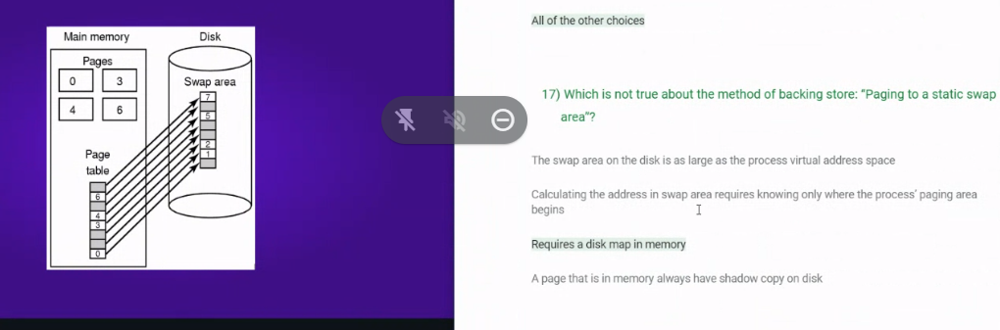 Main memory
Disk
Pages
0 3
4 6
Swap area
7
5
2
1
Page
table
6
4
3
0
All of the other choices
17) Which is not true about the method of backing store: “Paging to a static swap
area”?
The swap area on the disk is as large as the process virtual address space
Calculating the address in swap area requires knowing only where the process’ paging area
begins
Requires a disk map in memory
A page that is in memory always have shadow copy on disk